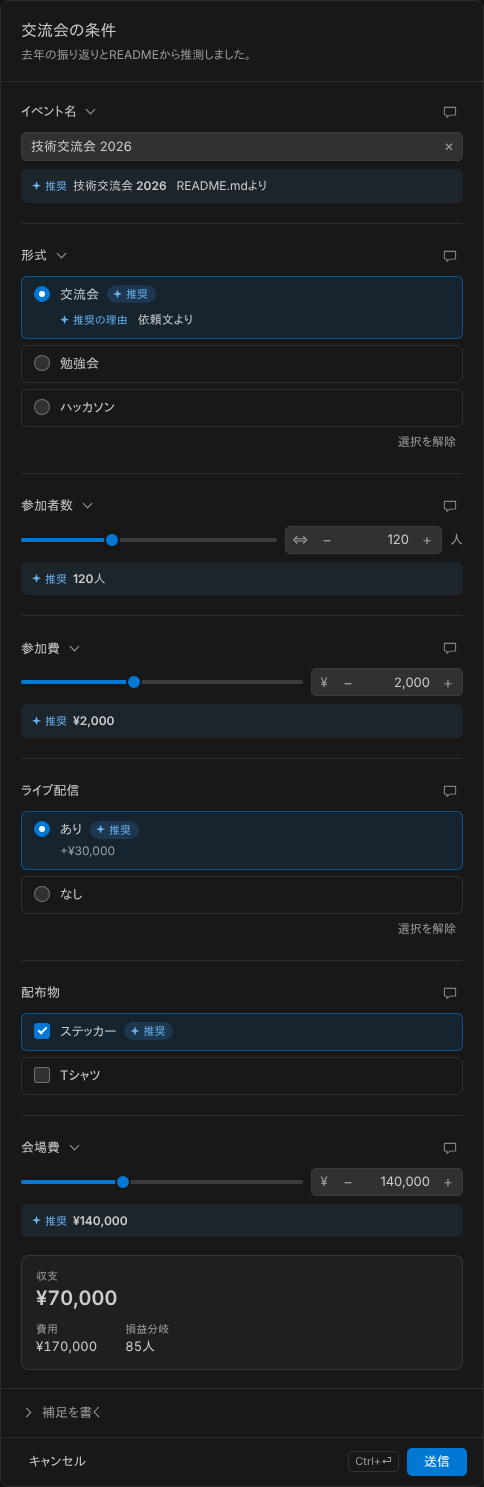 交流会の条件
去年の振り返りとREADMEから推測しました。
イベント名
技術交流会 2026
推奨 技術交流会 2026 README.mdより
形式
交流会 推奨
推奨の理由 依頼文より
勉強会
ハッカソン
選択を解除
参加者数
120 人
推奨 120人
参加費
¥ 2,000
推奨 ¥2,000
ライブ配信
あり 推奨
+¥30,000
なし
選択を解除
配布物
ステッカー 推奨
Tシャツ
会場費
¥ 140,000
推奨 ¥140,000
収支
¥70,000
費用 損益分岐
¥170,000 85人
補足を書く
キャンセル Ctrl+⏎ 送信